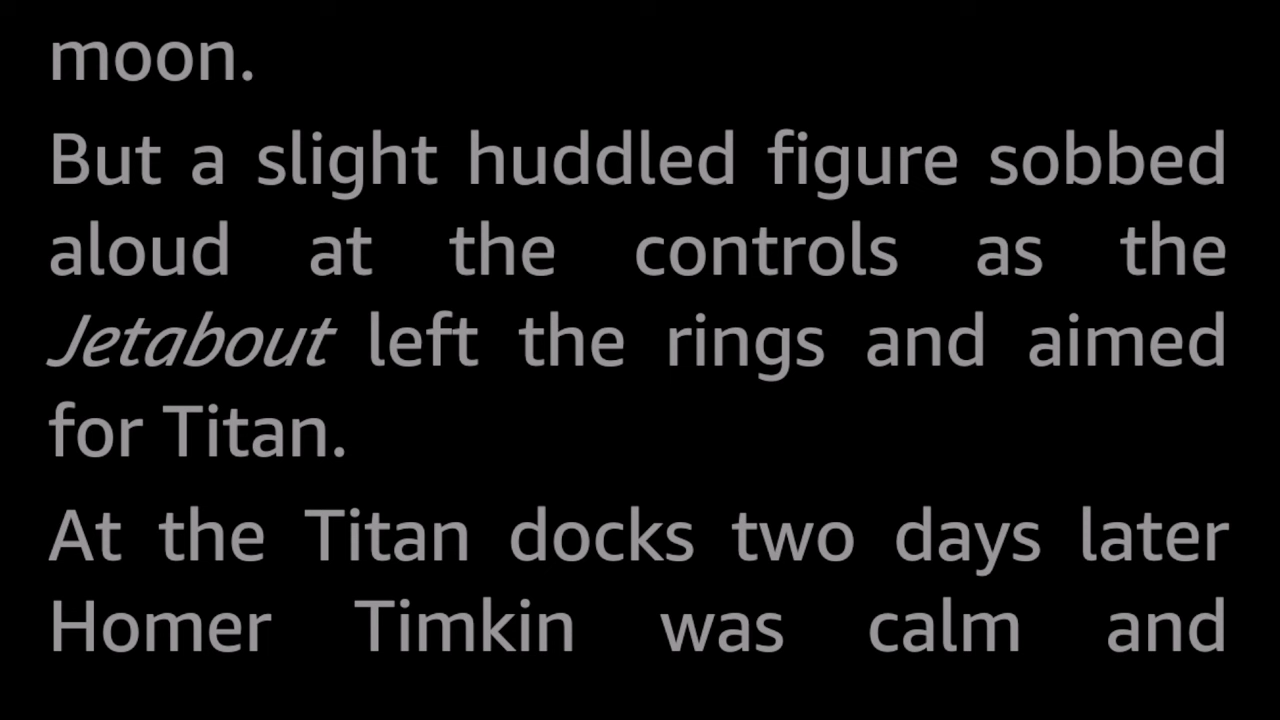 moon.
But a slight huddled figure sobbed
aloud at the controls as the
Jetabout left the rings and aimed
for Titan.
At the Titan docks two days later
Homer Timkin was calm and